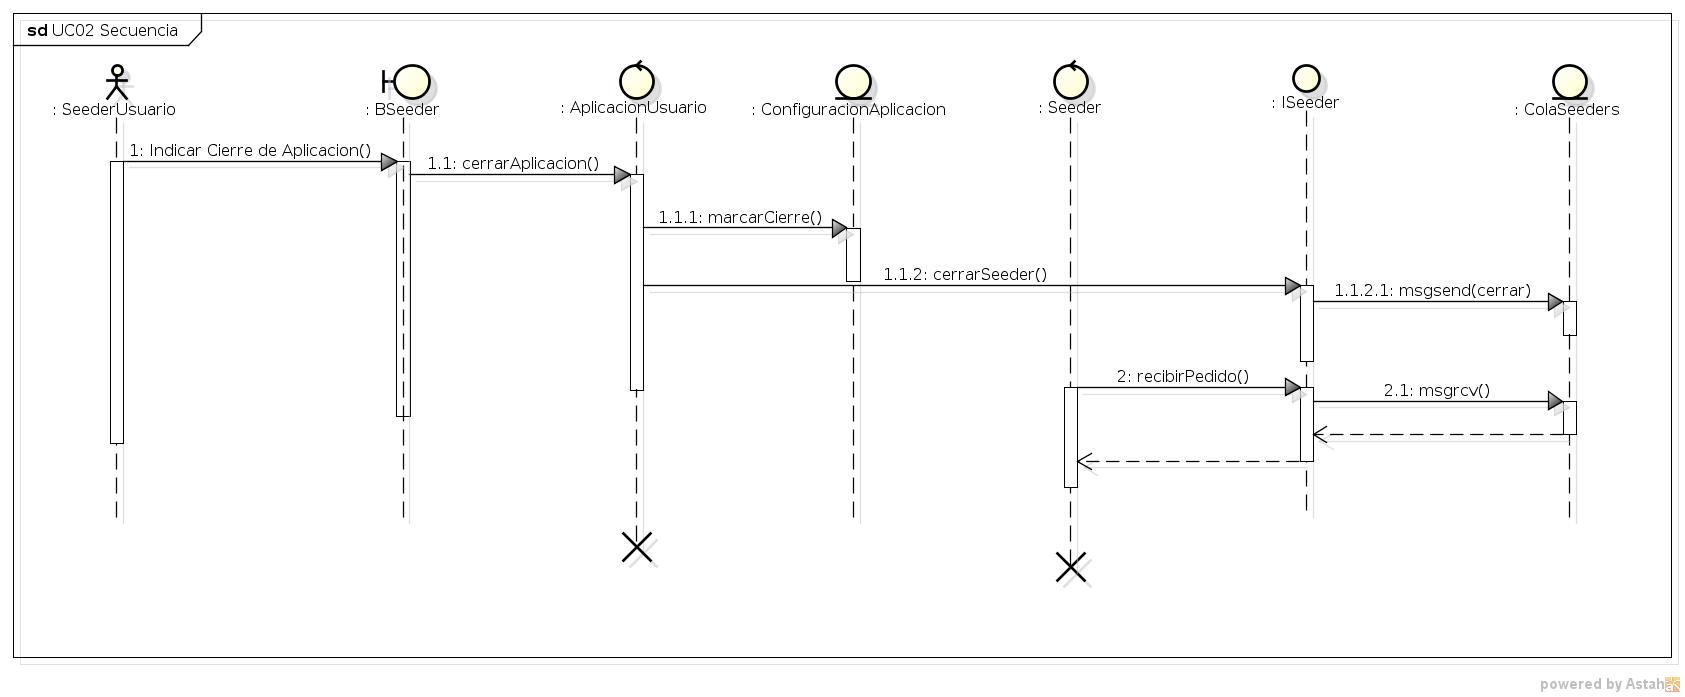 sd UC02 Secuencia
: SeederUsuario
: BSeeder
: AplicacionUsuario
: ConfiguracionAplicacion
: Seeder
: ISeeder
: ColaSeeders
1: Indicar Cierre de Aplicacion()
1.1: cerrarAplicacion()
1.1.1: marcarCierre()
1.1.2: cerrarSeeder()
1.1.2.1: msgsend(cerrar)
2: recibirPedido()
2.1: msgrcv()
powered by Astah